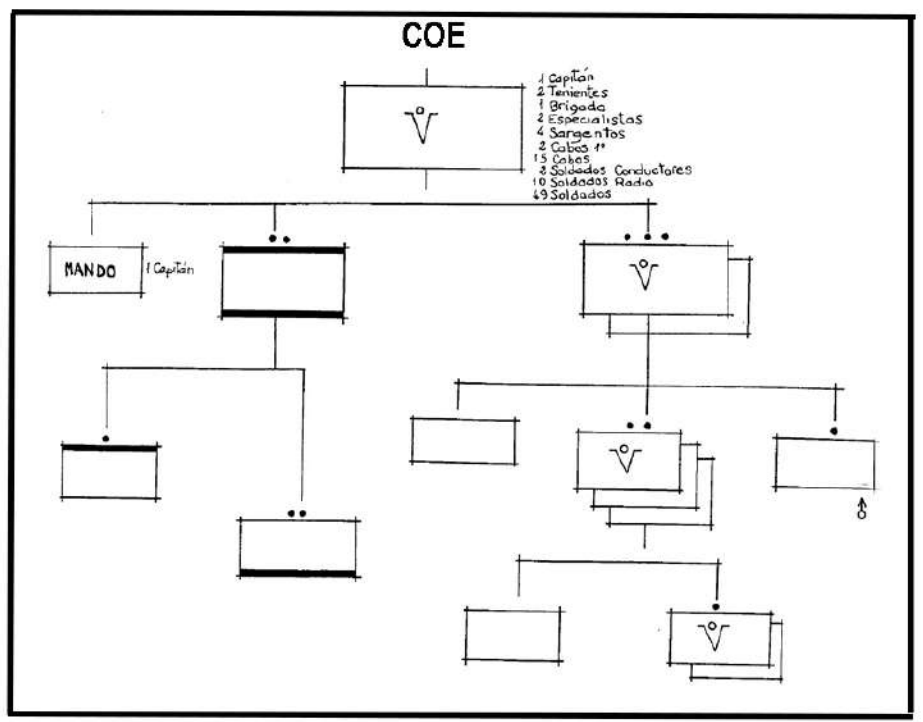 COE
1 Capitán
2 Tenientes
1 Brigada
2 Especialistas
4 Sargentos
2 Cabos 1º
15 Cabos
2 Soldados Conductores
10 Soldados Radio
49 Soldados
MANDO
1 Capitán